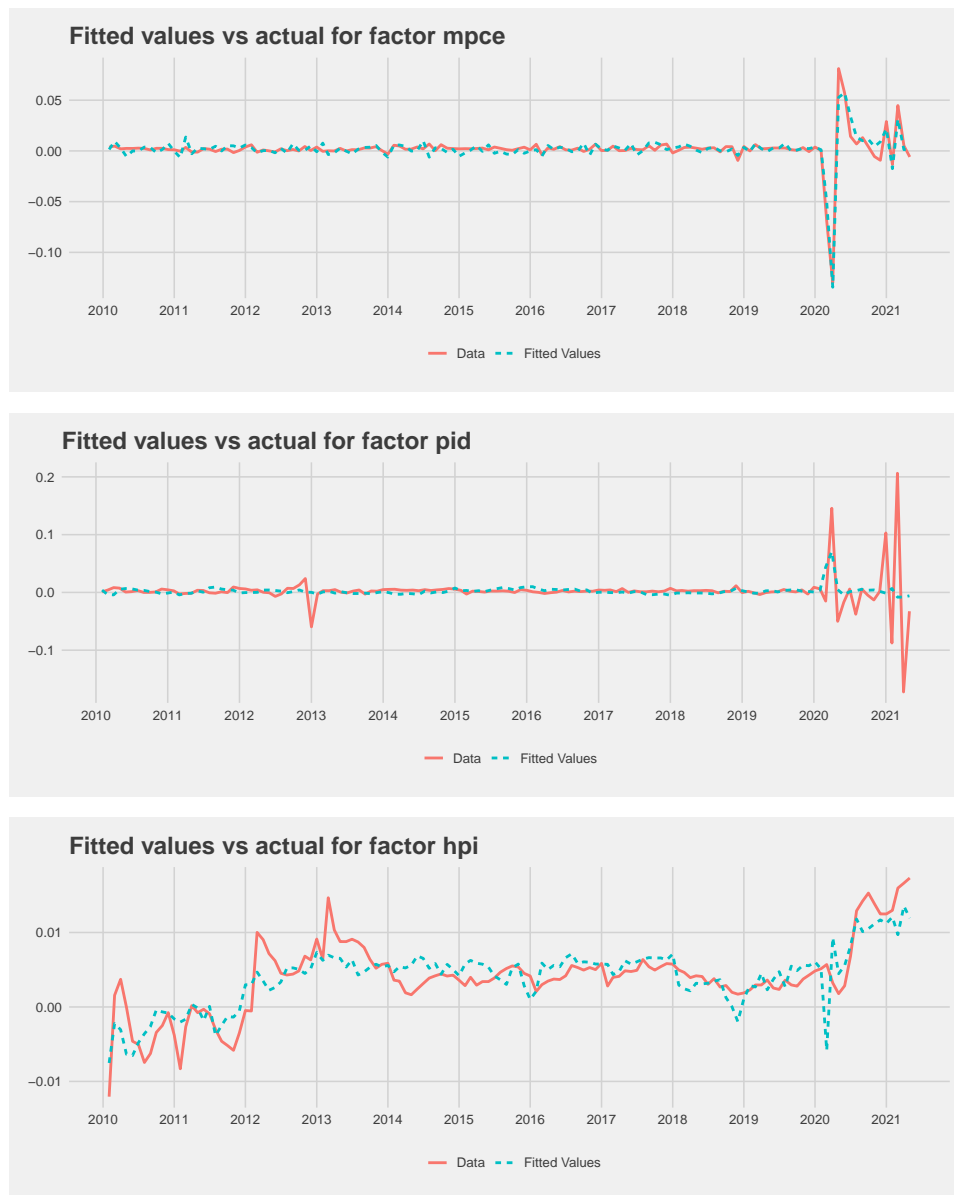 Fitted values vs actual for factor mpce
0.05
0.00
−0.05
−0.10
2010 2011 2012 2013 2014 2015 2016 2017 2018 2019 2020 2021
Data Fitted Values
Fitted values vs actual for factor pid
0.2
0.1
0.0
−0.1
2010 2011 2012 2013 2014 2015 2016 2017 2018 2019 2020 2021
Data Fitted Values
Fitted values vs actual for factor hpi
0.01
0.00
−0.01
2010 2011 2012 2013 2014 2015 2016 2017 2018 2019 2020 2021
Data Fitted Values